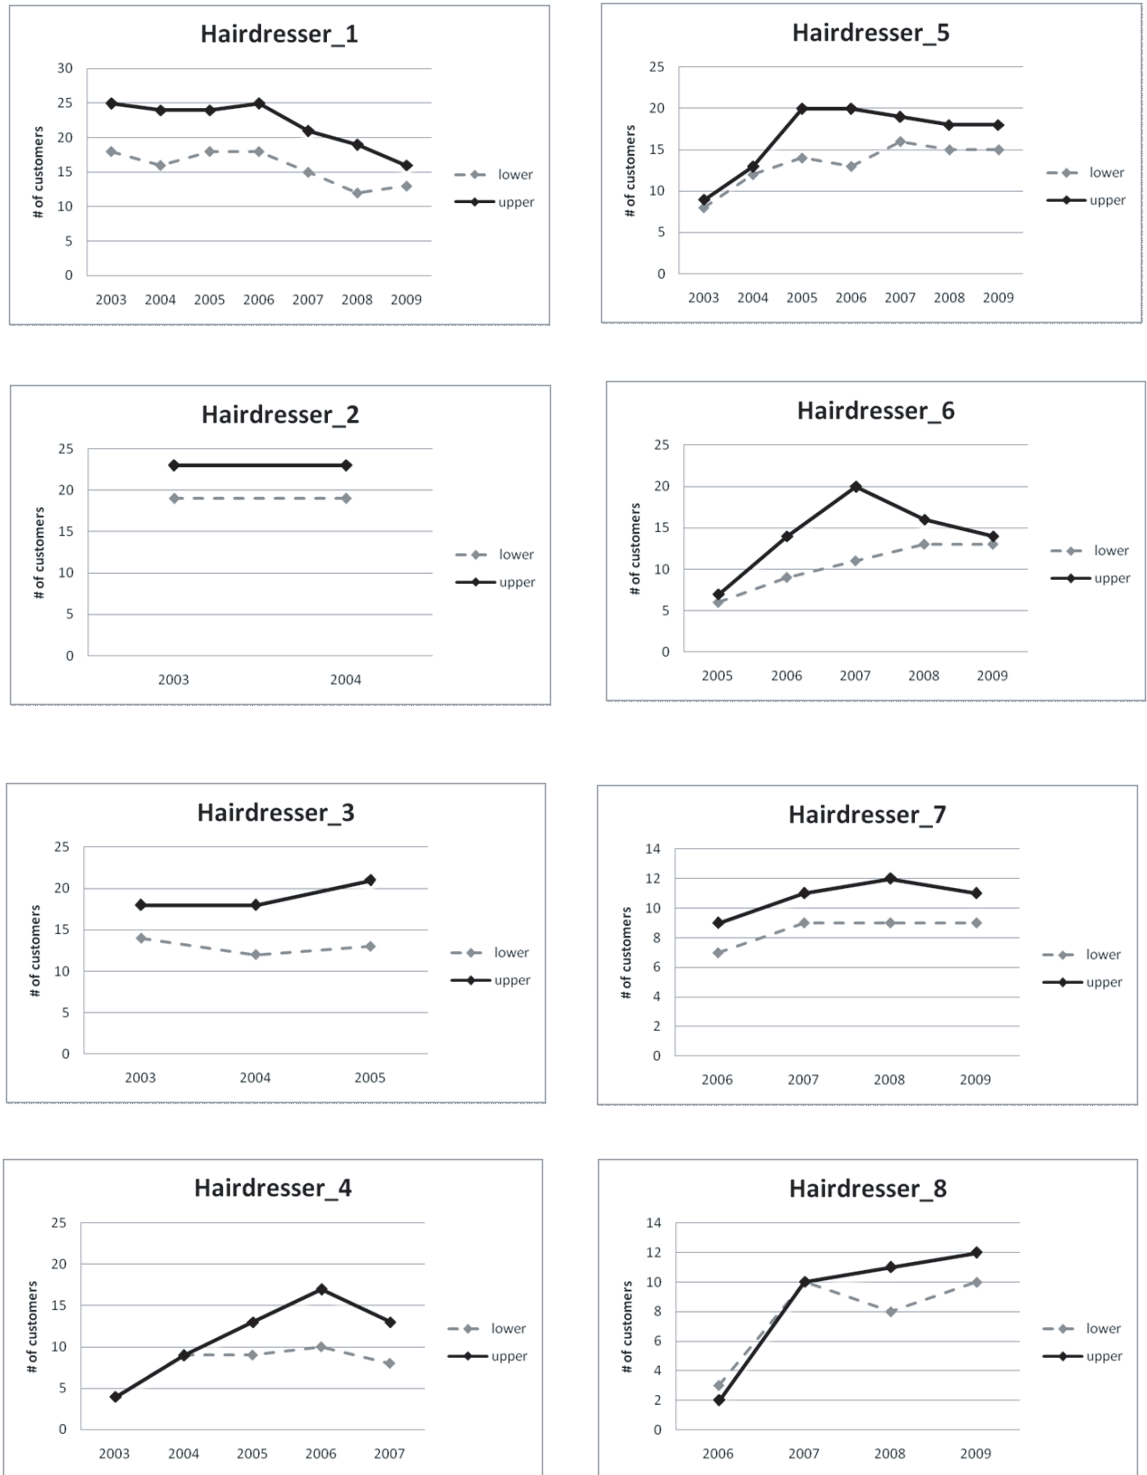 Hairdresser_1
30
25
20
15
10
5
0
# of customers
2003 2004 2005 2006 2007 2008 2009
lower
upper
Hairdresser_5
25
20
15
10
5
0
# of customers
2003 2004 2005 2006 2007 2008 2009
lower
upper
Hairdresser_2
25
20
15
10
5
0
# of customers
2003 2004
lower
upper
Hairdresser_6
25
20
15
10
5
0
# of customers
2005 2006 2007 2008 2009
lower
upper
Hairdresser_3
25
20
15
10
5
0
# of customers
2003 2004 2005
lower
upper
Hairdresser_7
14
12
10
8
6
4
2
0
# of customers
2006 2007 2008 2009
lower
upper
Hairdresser_4
25
20
15
10
5
0
# of customers
2003 2004 2005 2006 2007
lower
upper
Hairdresser_8
14
12
10
8
6
4
2
0
# of customers
2006 2007 2008 2009
lower
upper